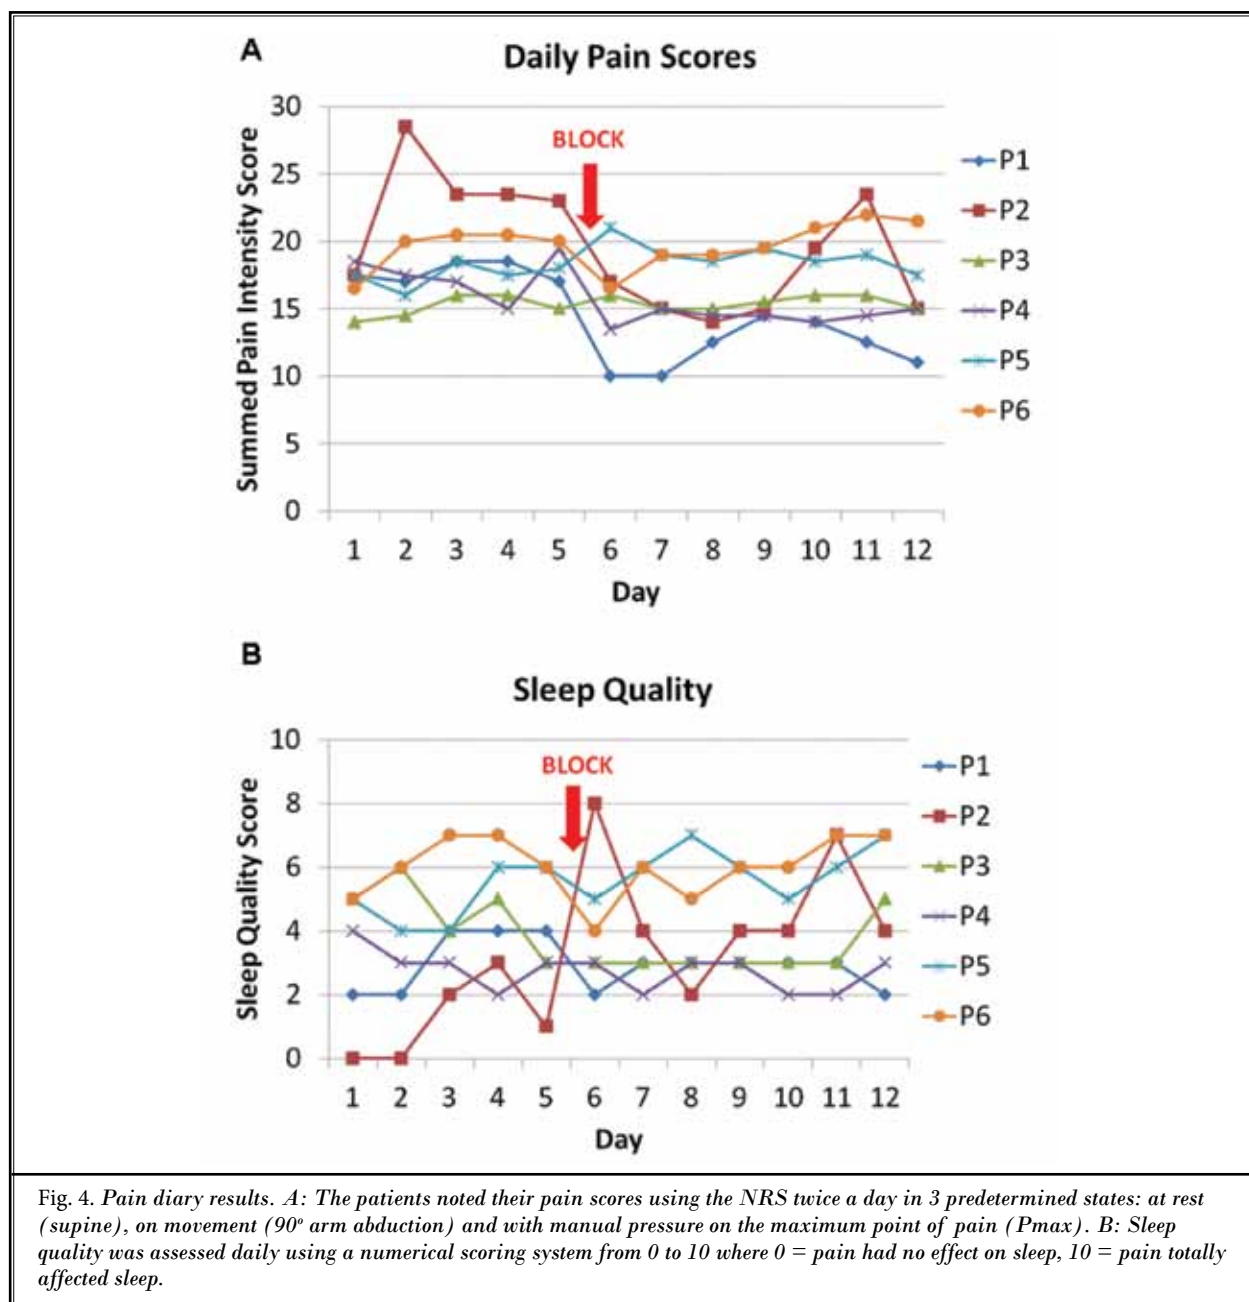 A
Daily Pain Scores
Summed Pain Intensity Score
30
25
20
15
10
5
0
BLOCK
P1
P2
P3
P4
P5
P6
1 2 3 4 5 6 7 8 9 10 11 12
Day
B
Sleep Quality
Sleep Quality Score
10
8
6
4
2
0
BLOCK
P1
P2
P3
P4
P5
P6
1 2 3 4 5 6 7 8 9 10 11 12
Day
Fig. 4. Pain diary results. A: The patients noted their pain scores using the NRS twice a day in 3 predetermined states: at rest
(supine), on movement (90º arm abduction) and with manual pressure on the maximum point of pain (Pmax). B: Sleep
quality was assessed daily using a numerical scoring system from 0 to 10 where 0 = pain had no effect on sleep, 10 = pain totally
affected sleep.